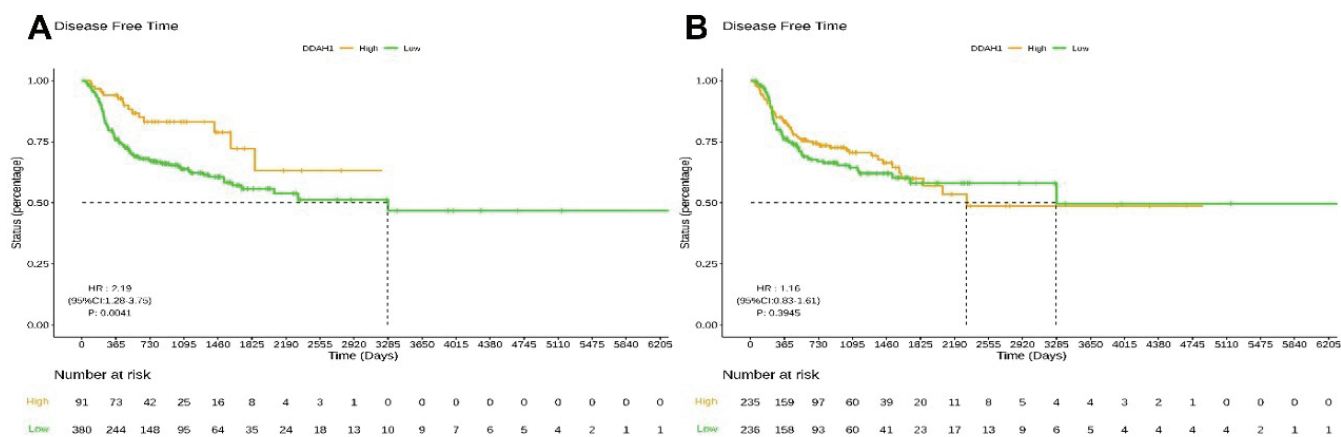 A
Disease Free Time
DDAH1 High Low
Status (percentage)
1.00
0.75
0.50
0.25
0.00
HR : 2.19
(95%CI:1.28-3.75)
P: 0.0041
0 365 730 1095 1460 1825 2190 2555 2920 3285 3650 4015 4380 4745 5110 5475 5840 6205
Time (Days)
Number at risk
High 91 73 42 25 16 8 4 3 1 0 0 0 0 0 0 0 0 0
Low 380 244 148 95 64 35 24 18 13 10 9 7 6 5 4 2 1 1
B
Disease Free Time
DDAH1 High Low
Status (percentage)
1.00
0.75
0.50
0.25
0.00
HR : 1.16
(95%CI:0.83-1.61)
P: 0.3945
0 365 730 1095 1460 1825 2190 2555 2920 3285 3650 4015 4380 4745 5110 5475 5840 6205
Time (Days)
Number at risk
High 235 159 97 60 39 20 11 8 5 4 4 3 2 1 0 0 0 0
Low 236 158 93 60 41 23 17 13 9 6 5 4 4 4 4 2 1 1